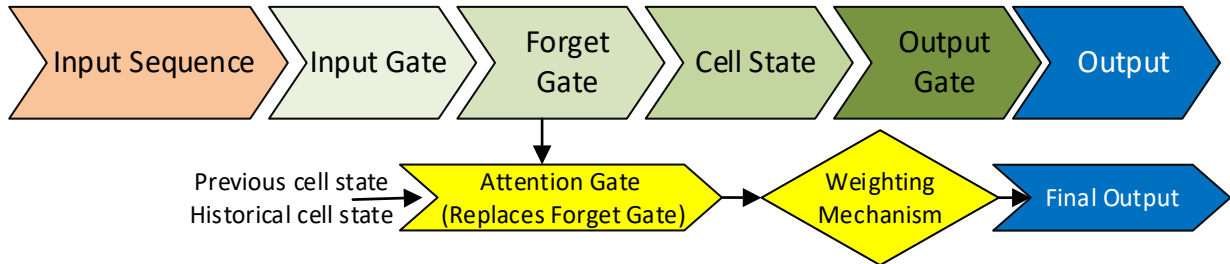 Input Sequence
Input Gate
Forget
Gate
Cell State
Output
Gate
Output
Previous cell state
Historical cell state
Attention Gate
(Replaces Forget Gate)
Weighting
Mechanism
Final Output